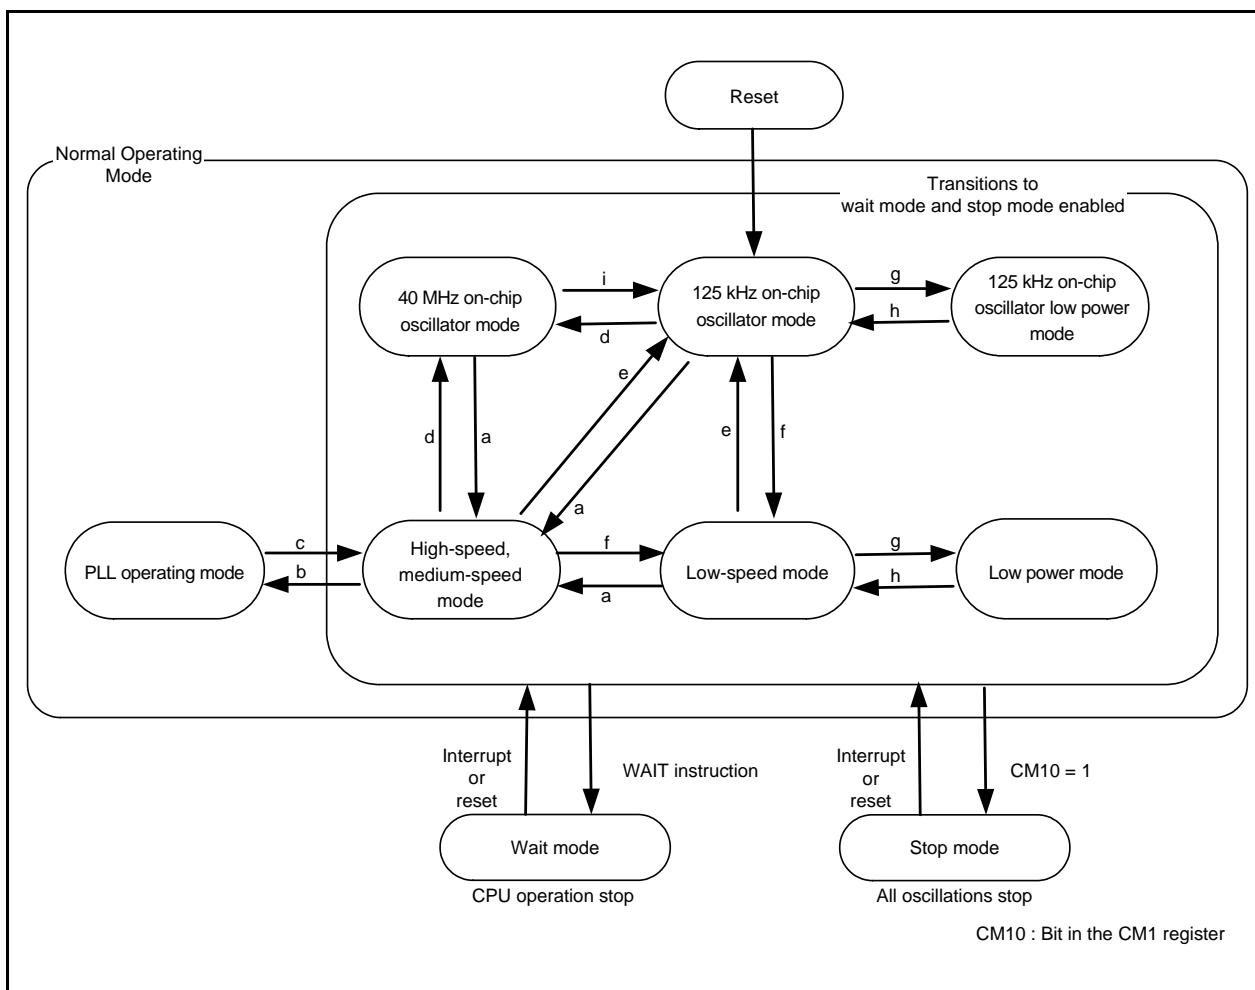 Reset
Normal Operating
Mode
Transitions to
wait mode and stop mode enabled
40 MHz on-chip
oscillator mode
i
d
125 kHz on-chip
oscillator mode
g
h
125 kHz on-chip
oscillator low power
mode
d
a
e
a
e
f
PLL operating mode
c
b
High-speed,
medium-speed
mode
f
a
Low-speed mode
g
h
Low power mode
Interrupt
or
reset
WAIT instruction
Interrupt
or
reset
CM10 = 1
Wait mode
CPU operation stop
Stop mode
All oscillations stop
CM10 : Bit in the CM1 register